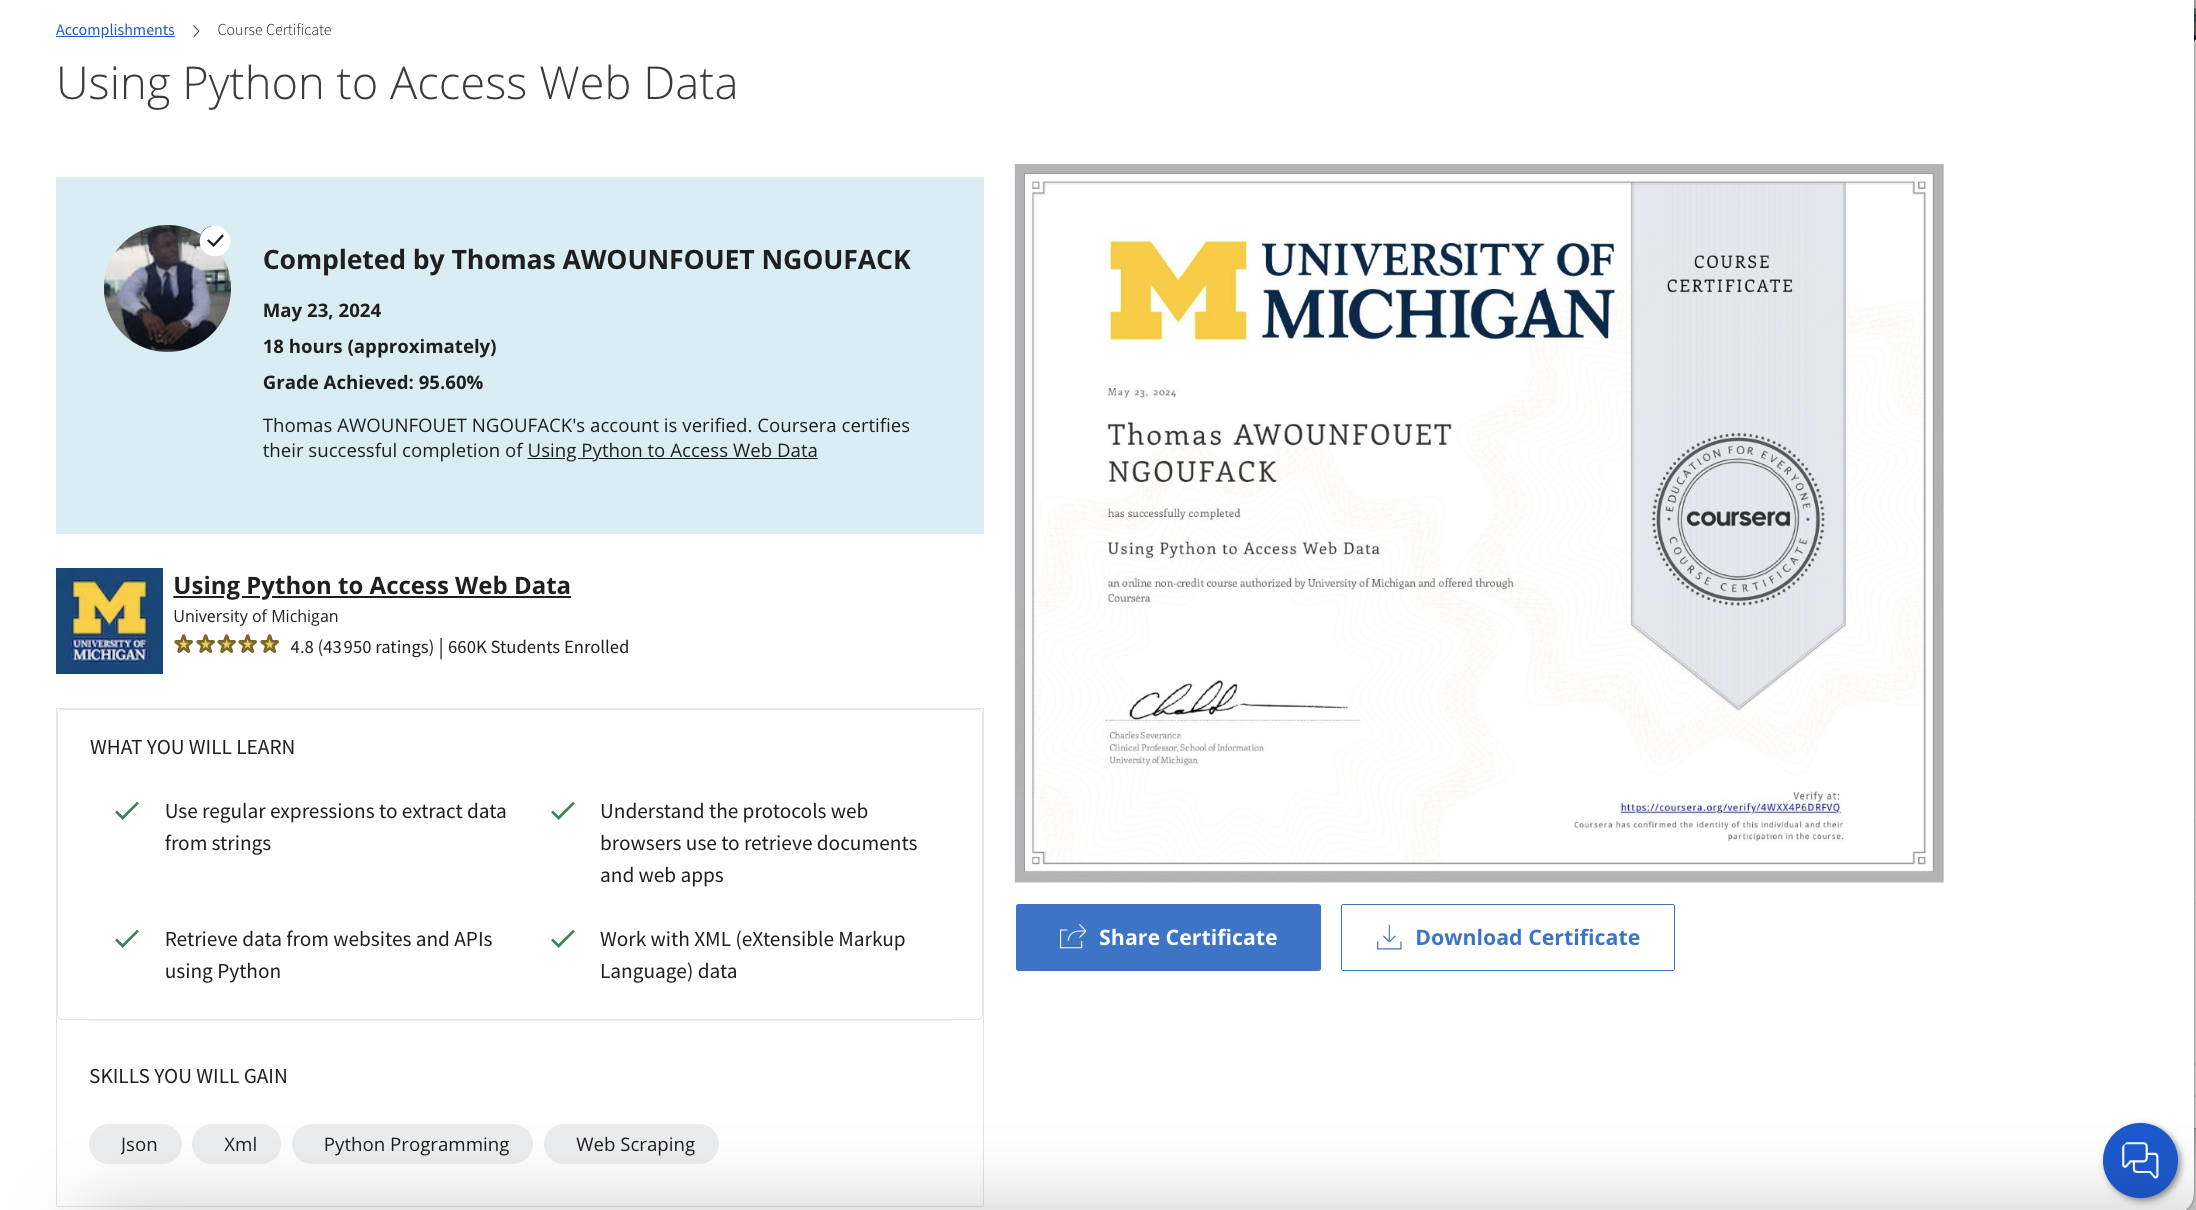 Accomplishments > Course Certificate
Using Python to Access Web Data
Completed by Thomas AWOUNFOUET NGOUFACK
May 23, 2024
18 hours (approximately)
Grade Achieved: 95.60%
Thomas AWOUNFOUET NGOUFACK's account is verified. Coursera certifies
their successful completion of Using Python to Access Web Data
UNIVERSITY OF
MICHIGAN
Using Python to Access Web Data
University of Michigan
4.8 (43 950 ratings) | 660K Students Enrolled
WHAT YOU WILL LEARN
Use regular expressions to extract data
from strings
Understand the protocols web
browsers use to retrieve documents
and web apps
Retrieve data from websites and APIs
using Python
Work with XML (eXtensible Markup
Language) data
SKILLS YOU WILL GAIN
Json
Xml
Python Programming
Web Scraping
UNIVERSITY OF
MICHIGAN
COURSE
CERTIFICATE
May 23, 2024
Thomas AWOUNFOUET
NGOUFACK
has successfully completed
Using Python to Access Web Data
an online non-credit course authorized by University of Michigan and offered through
Coursera
EDUCATION FOR EVERYONE
coursera
COURSE CERTIFICATE
Charles Severance
Clinical Professor, School of Information
University of Michigan
Verify at:
https://coursera.org/verify/4WXX4P6DRFVQ
Coursera has confirmed the identity of this individual and their
participation in the course.
Share Certificate
Download Certificate